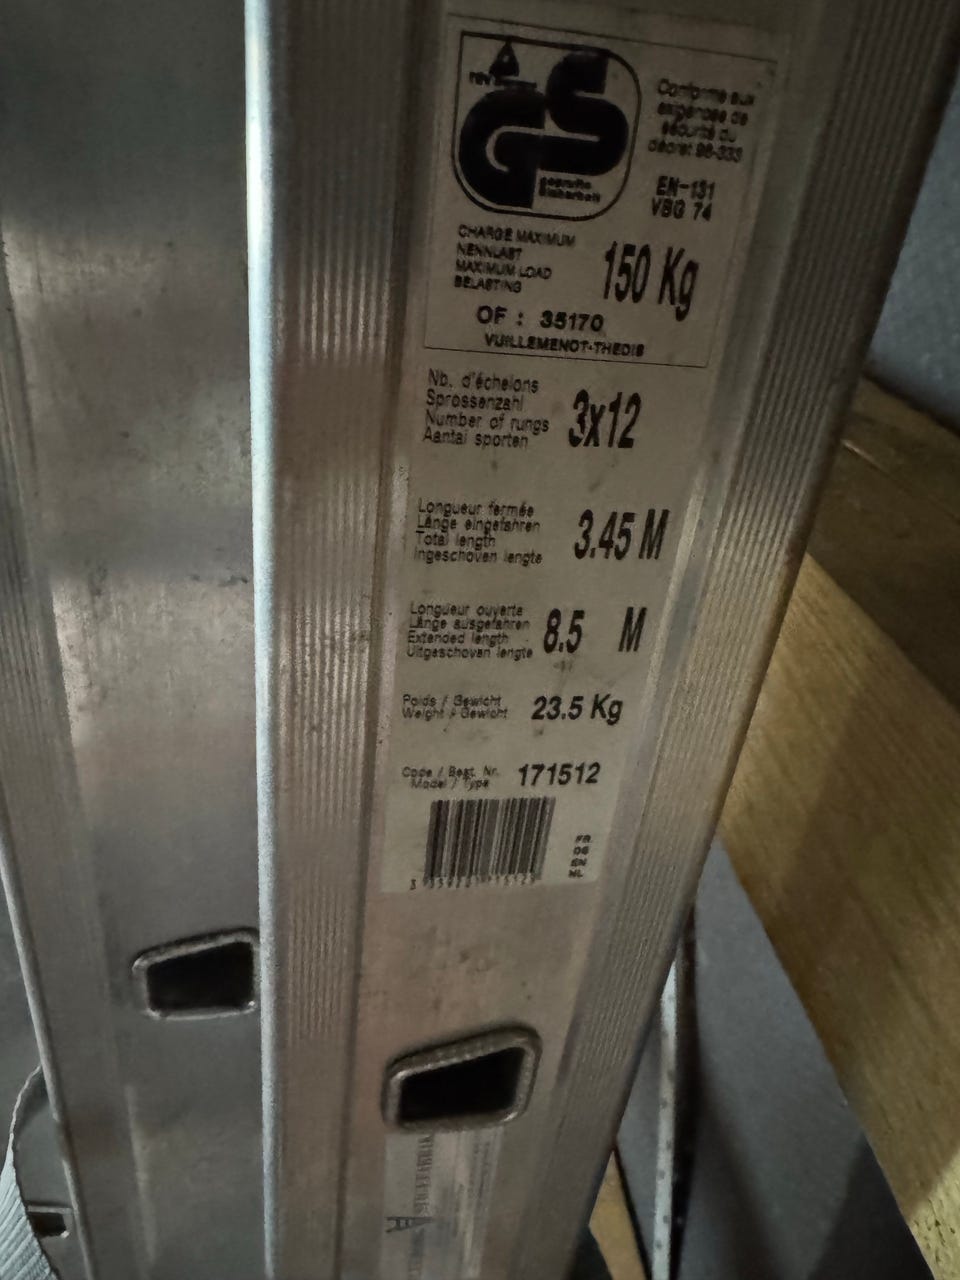 GS
geprüfte
Sicherheit
Conforme aux
exigences de
sécurité du
décret 96-333
EN-131
VBG 74
CHARGE MAXIMUM
NENNLAST
MAXIMUM LOAD
BELASTING
150 Kg
OF : 35170
VUILLEMENOT-THEDIS
Nb. d'échelons
Sprossenzahl
Number of rungs
Aantal sporten
3x12
Longueur fermée
Länge eingefahren
Total length
Ingeschoven lengte
3.45 M
Longueur ouverte
Länge ausgefahren
Extended length
Uitgeschoven lengte
8.5 M
Poids / Gewicht
Weight / Gewicht
23.5 Kg
Code / Best. Nr.
Model / Type
171512
FR
DE
EN
NL